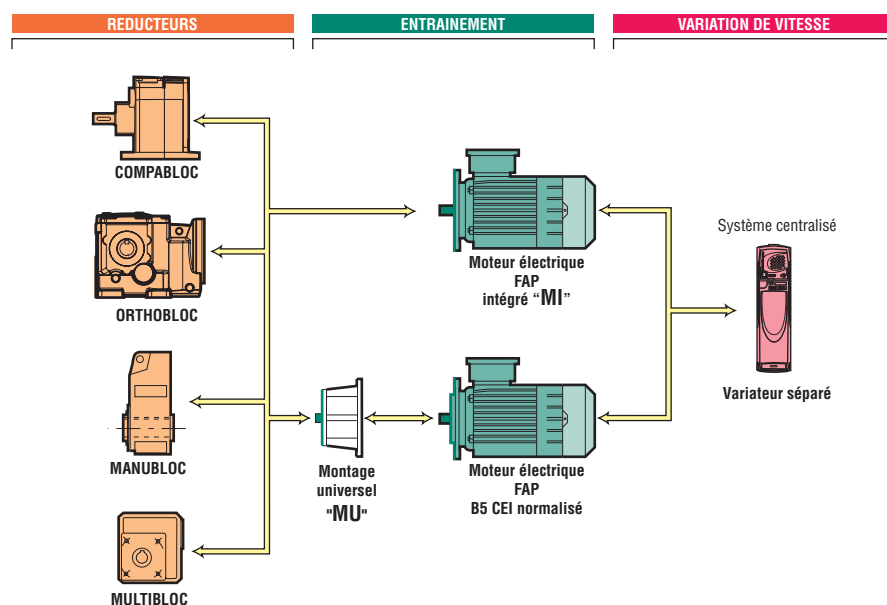 REDUCTEURS
ENTRAINEMENT
VARIATION DE VITESSE
COMPABLOC
ORTHOBLOC
MANUBLOC
MULTIBLOC
Moteur électrique
FAP
intégré “MI”
Montage
universel
"MU"
Moteur électrique
FAP
B5 CEI normalisé
Système centralisé
Variateur séparé